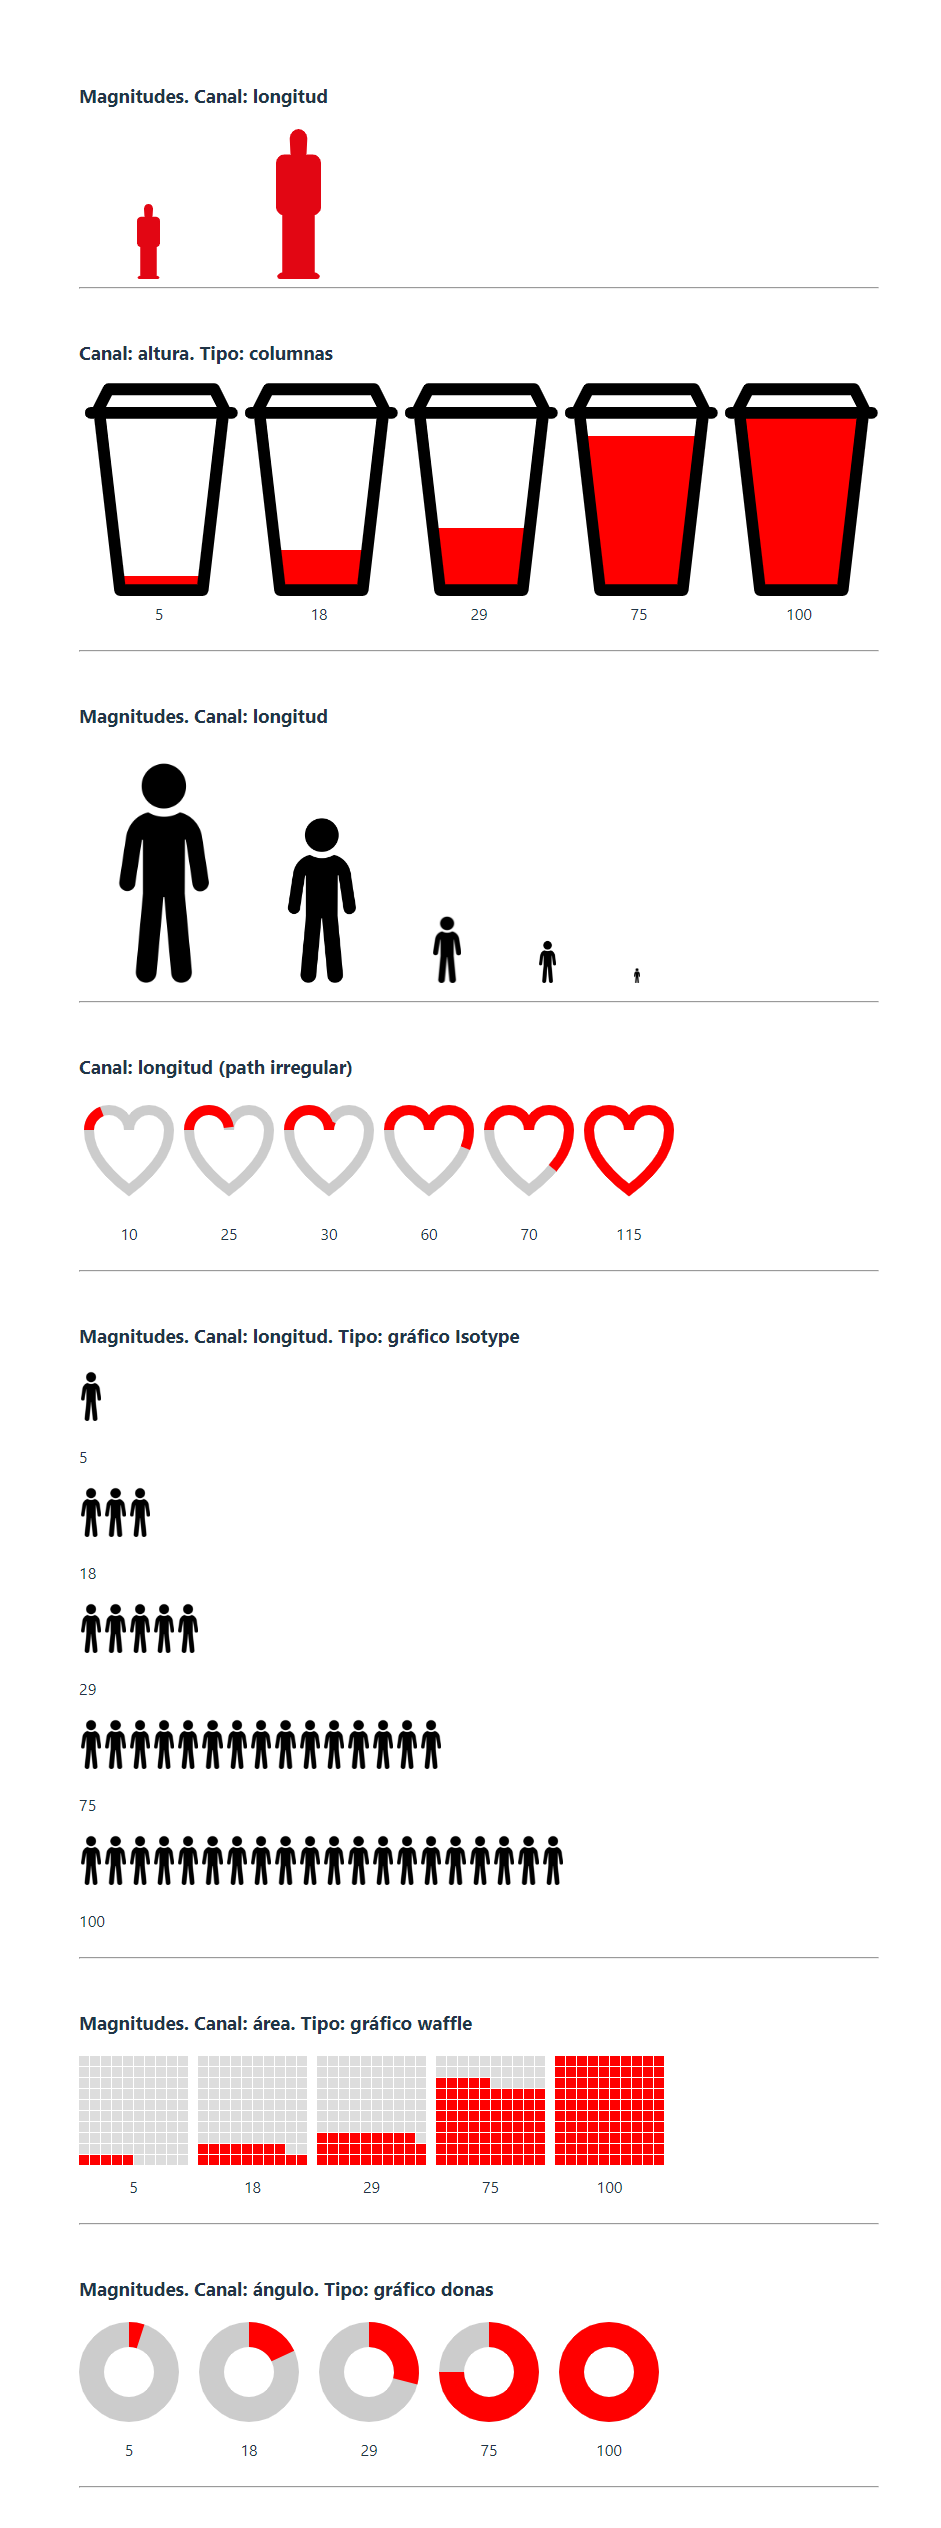 Magnitudes. Canal: longitud
Canal: altura. Tipo: columnas
5 18 29 75 100
Magnitudes. Canal: longitud
Canal: longitud (path irregular)
10 25 30 60 70 115
Magnitudes. Canal: longitud. Tipo: gráfico Isotype
5
18
29
75
100
Magnitudes. Canal: área. Tipo: gráfico waffle
5 18 29 75 100
Magnitudes. Canal: ángulo. Tipo: gráfico donas
5 18 29 75 100